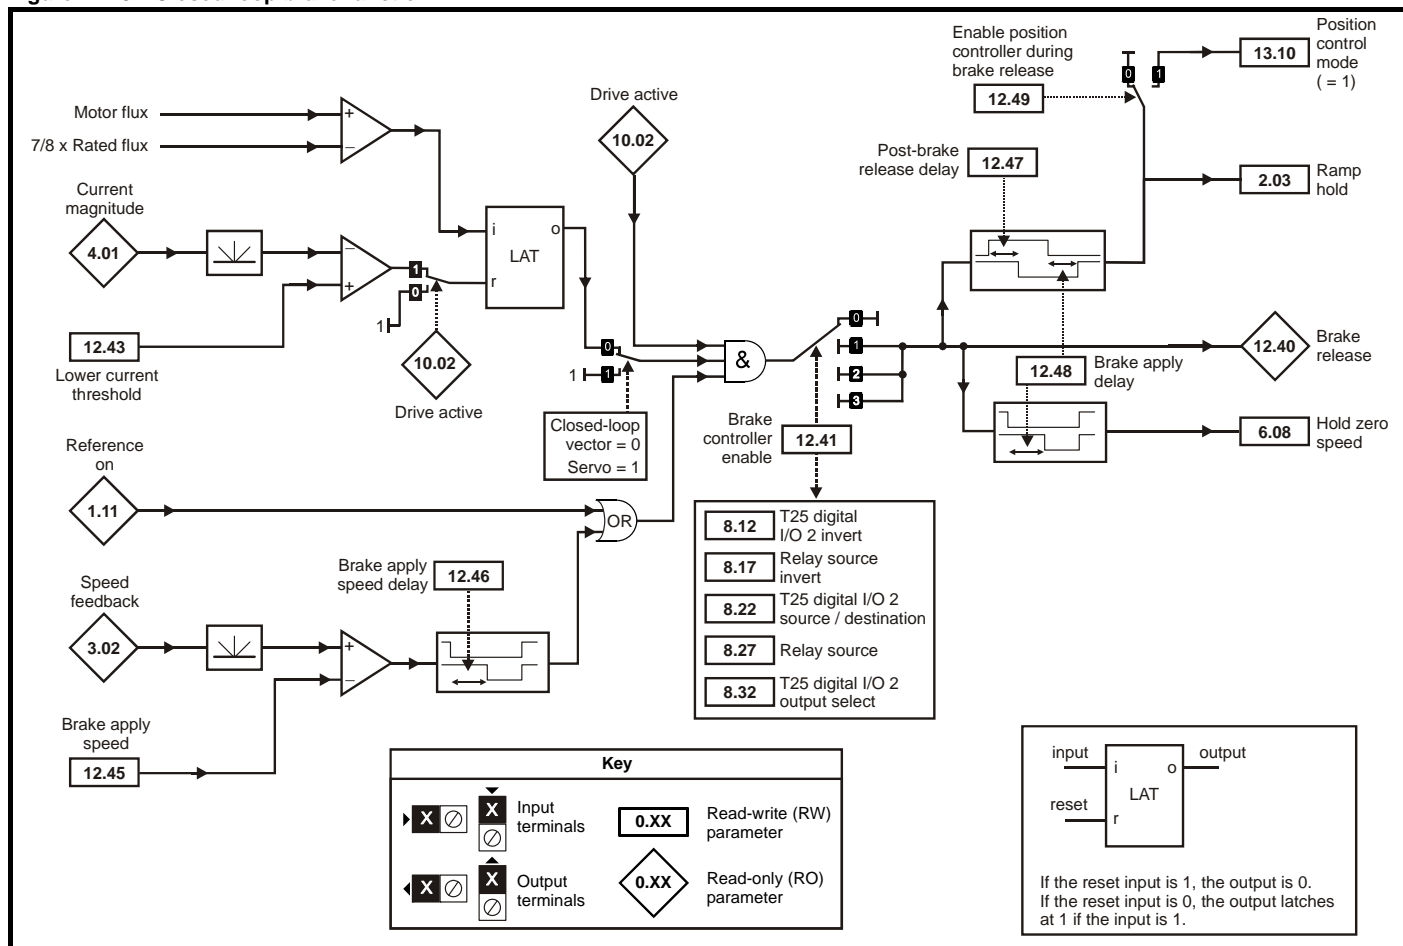 Motor flux
7/8 x Rated flux
Current
magnitude
4.01
12.43
Lower current
threshold
+
−
−
+
1
0
1
10.02
Drive active
i
o
LAT
r
Drive active
10.02
0
1
1
Closed-loop
vector = 0
Servo = 1
&
0
1
2
3
Brake
controller
enable
12.41
Enable position
controller during
brake release
12.49
0
1
13.10
Position
control
mode
( = 1)
Post-brake
release delay
12.47
2.03
Ramp
hold
12.40
Brake
release
12.48
Brake apply
delay
6.08
Hold zero
speed
Reference
on
1.11
OR
Speed
feedback
3.02
Brake apply
speed delay
12.46
+
−
Brake apply
speed
12.45
8.12
T25 digital
I/O 2 invert
8.17
Relay source
invert
8.22
T25 digital I/O 2
source / destination
8.27
Relay source
8.32
T25 digital I/O 2
output select
Key
X
X
Input
terminals
0.XX
Read-write (RW)
parameter
X
X
Output
terminals
0.XX
Read-only (RO)
parameter
input
i
o
output
LAT
reset
r
If the reset input is 1, the output is 0.
If the reset input is 0, the output latches
at 1 if the input is 1.